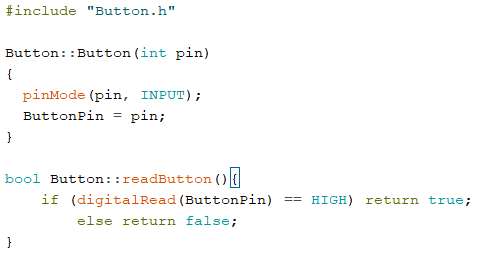 #include "Button.h"

Button::Button(int pin)
{
  pinMode(pin, INPUT);
  ButtonPin = pin;
}

bool Button::readButton(){
    if (digitalRead(ButtonPin) == HIGH) return true;
        else return false;
}